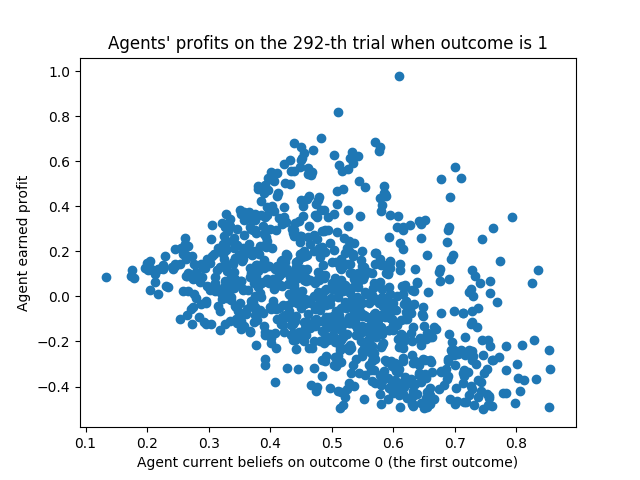 Agents' profits on the 292-th trial when outcome is 1
1.0
0.8
0.6
0.4
0.2
0.0
−0.2
−0.4
Agent earned profit
0.1 0.2 0.3 0.4 0.5 0.6 0.7 0.8
Agent current beliefs on outcome 0 (the first outcome)